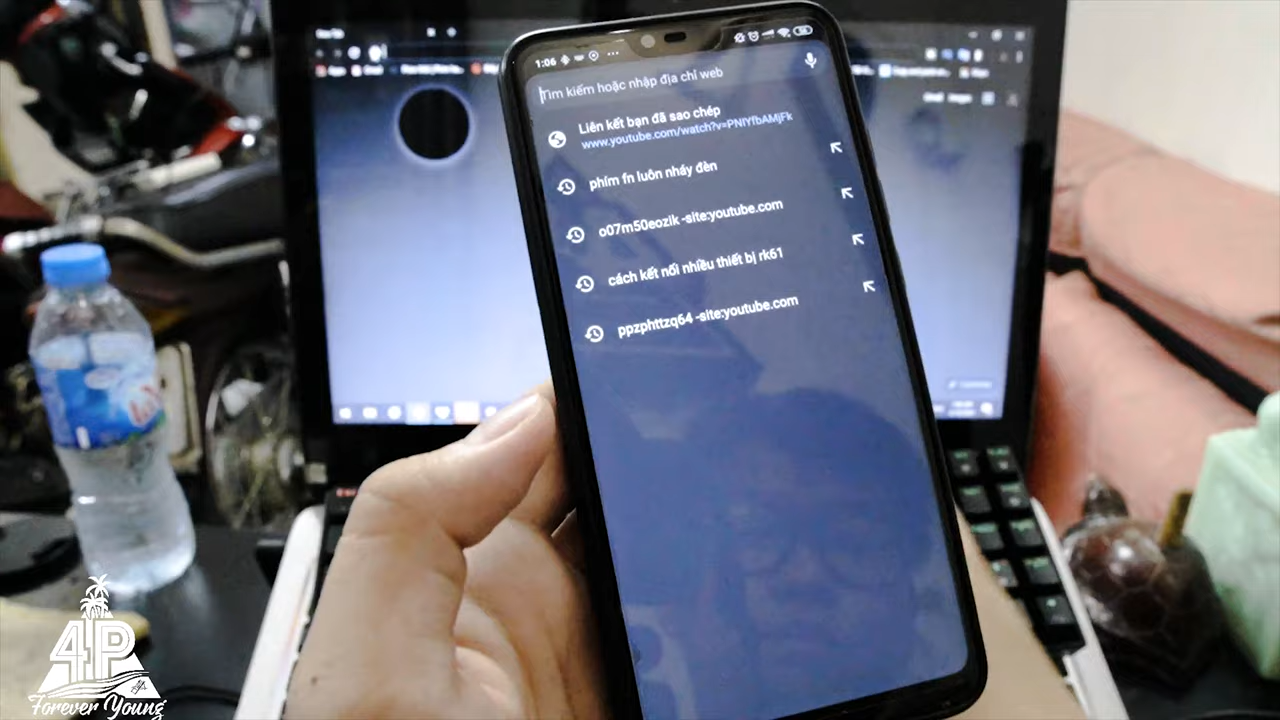 1:06
Tìm kiếm hoặc nhập địa chỉ web
Liên kết bạn đã sao chép
www.youtube.com/watch?v=PNIYfbAMjFk
phím fn luôn nháy đèn
o07m50eozik -site:youtube.com
cách kết nối nhiều thiết bị rk61
ppzphttzq64 -site:youtube.com
4P
Forever Young